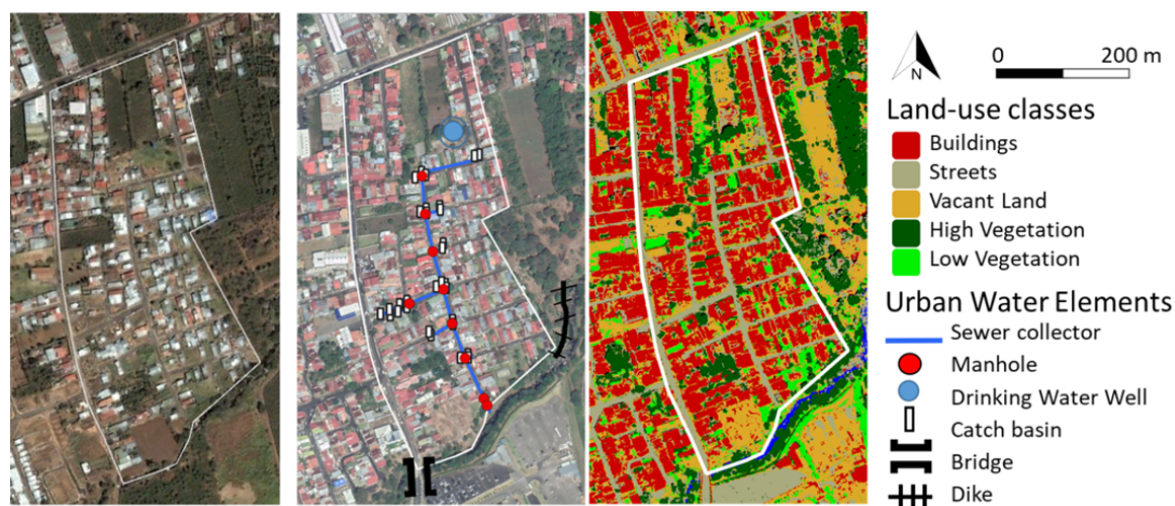 N
0 200 m
Land-use classes
Buildings
Streets
Vacant Land
High Vegetation
Low Vegetation
Urban Water Elements
Sewer collector
Manhole
Drinking Water Well
Catch basin
Bridge
Dike